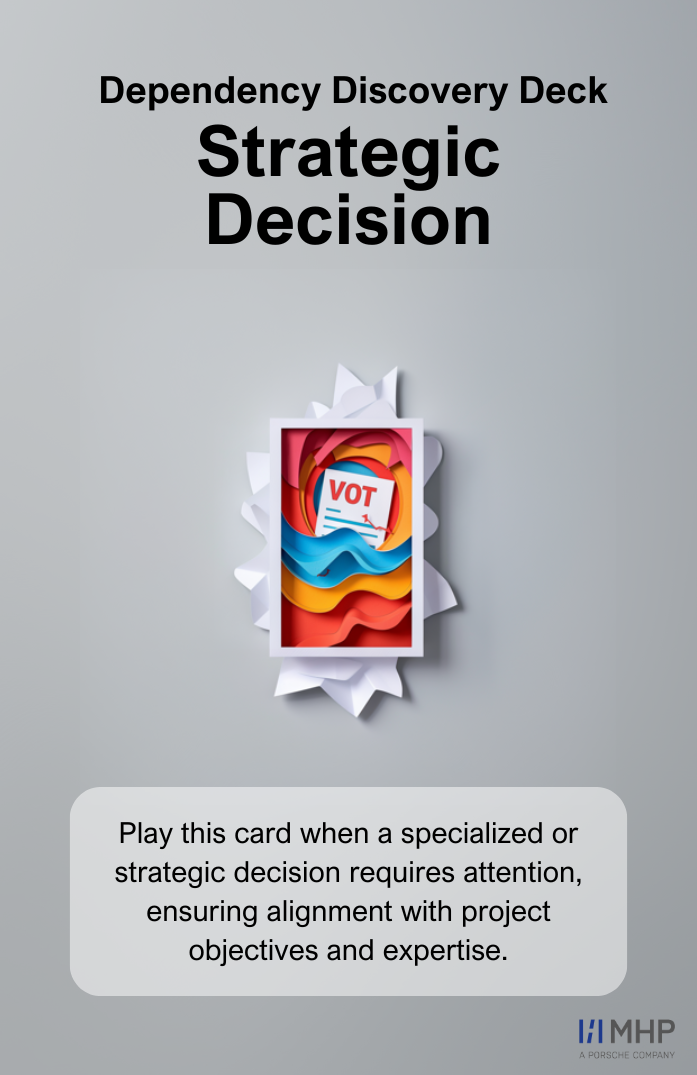 Dependency Discovery Deck
Strategic
Decision
VOT
Play this card when a specialized or
strategic decision requires attention,
ensuring alignment with project
objectives and expertise.
MHP
A PORSCHE COMPANY